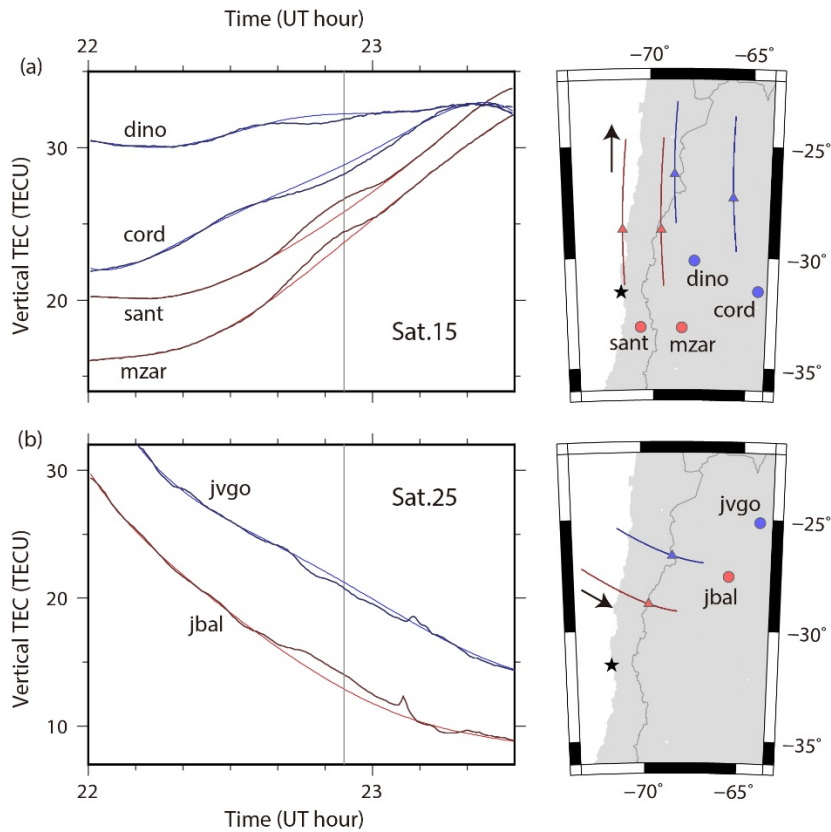 Time (UT hour)
22 23
(a)
−70° −65°
dino
30
−25°
Vertical TEC (TECU)
cord
−30°
dino
20
sant
Sat.15
cord
sant mzar
mzar
−35°
(b)
30
jvgo
Sat.25
jvgo
−25°
Vertical TEC (TECU)
20
jbal
jbal
−30°
10
−35°
22 23
−70° −65°
Time (UT hour)